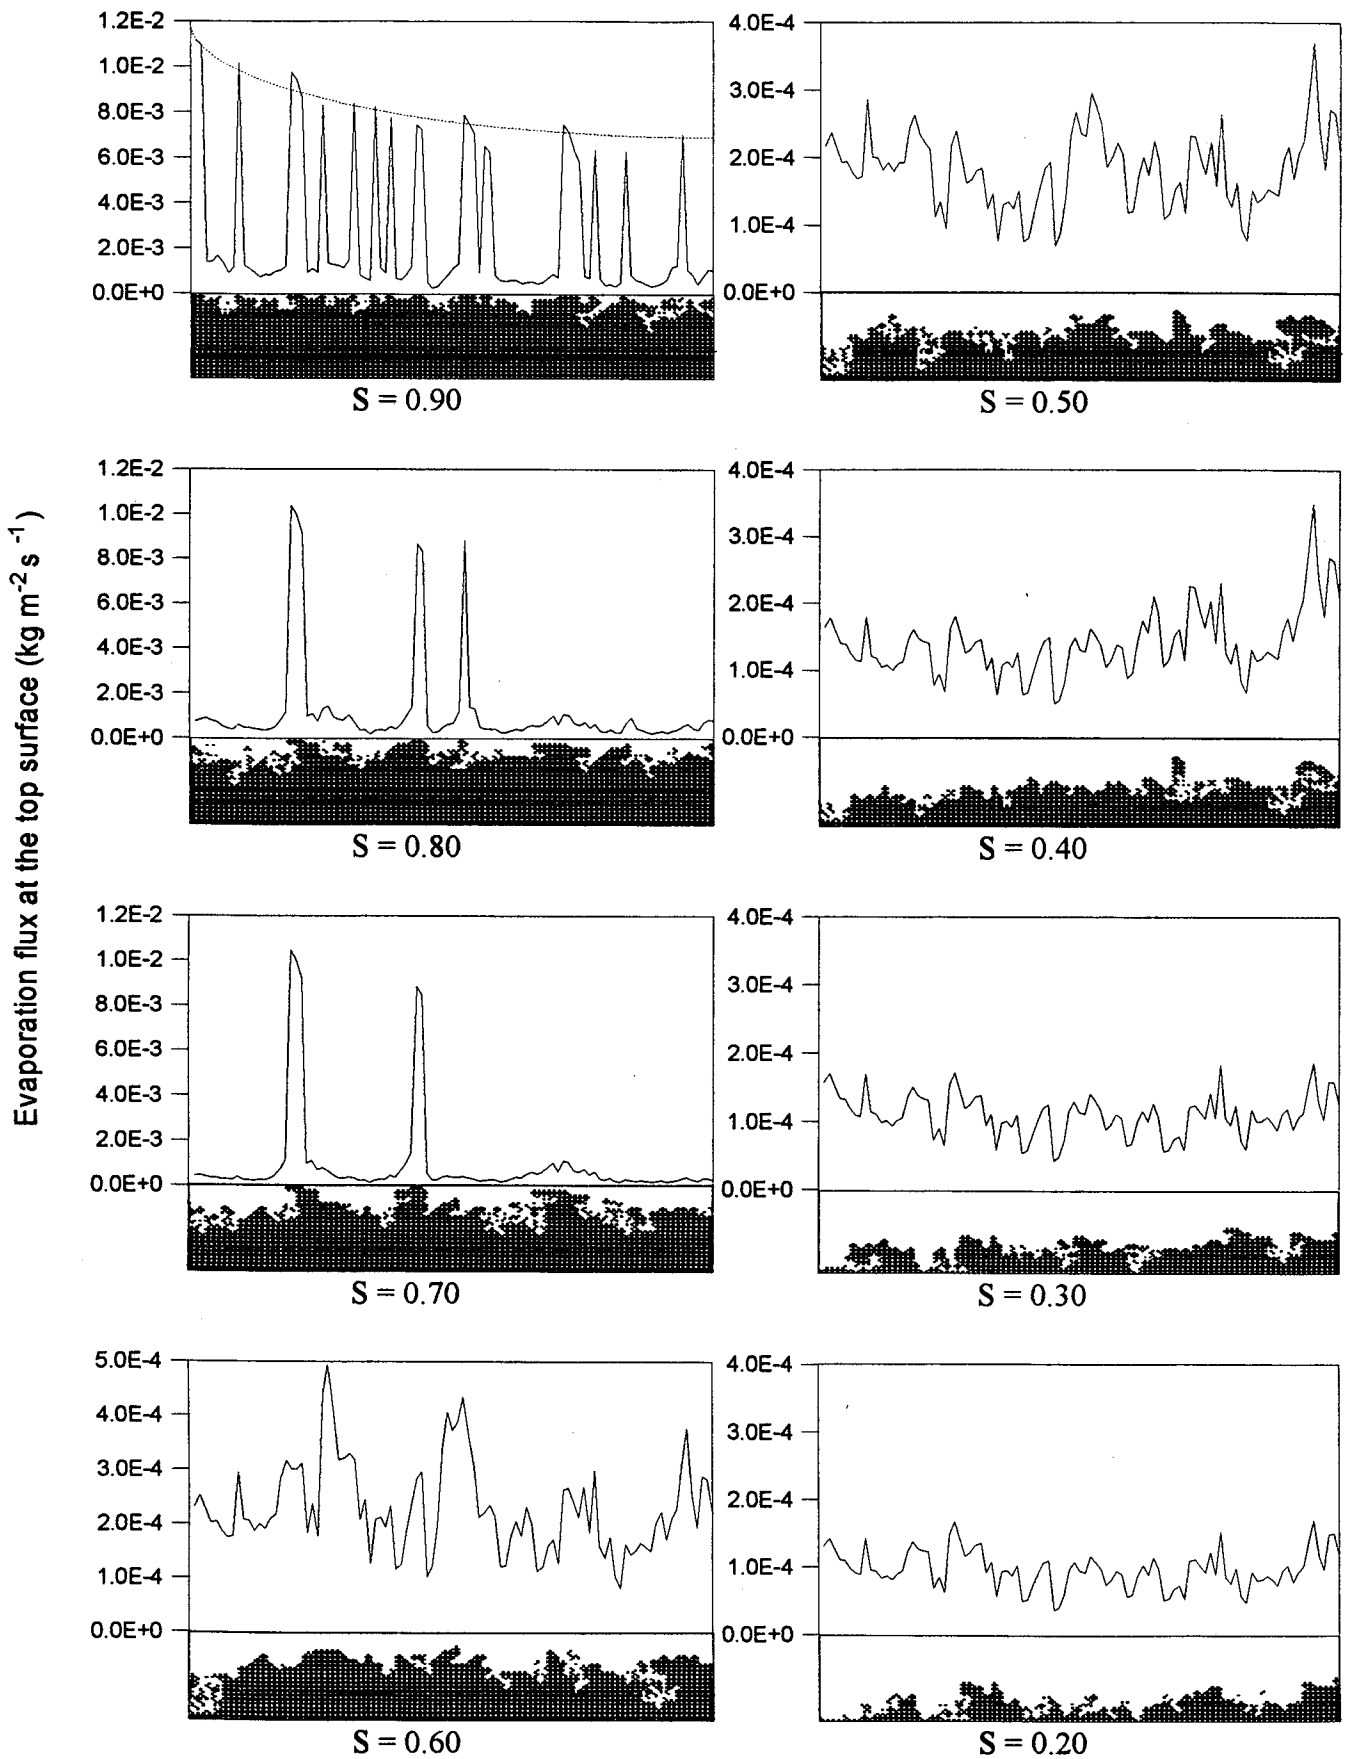 Evaporation flux at the top surface (kg m⁻² s⁻¹)
1.2E-2
1.0E-2
8.0E-3
6.0E-3
4.0E-3
2.0E-3
0.0E+0
S = 0.90
4.0E-4
3.0E-4
2.0E-4
1.0E-4
0.0E+0
S = 0.50
1.2E-2
1.0E-2
8.0E-3
6.0E-3
4.0E-3
2.0E-3
0.0E+0
S = 0.80
4.0E-4
3.0E-4
2.0E-4
1.0E-4
0.0E+0
S = 0.40
1.2E-2
1.0E-2
8.0E-3
6.0E-3
4.0E-3
2.0E-3
0.0E+0
S = 0.70
4.0E-4
3.0E-4
2.0E-4
1.0E-4
0.0E+0
S = 0.30
5.0E-4
4.0E-4
3.0E-4
2.0E-4
1.0E-4
0.0E+0
S = 0.60
4.0E-4
3.0E-4
2.0E-4
1.0E-4
0.0E+0
S = 0.20